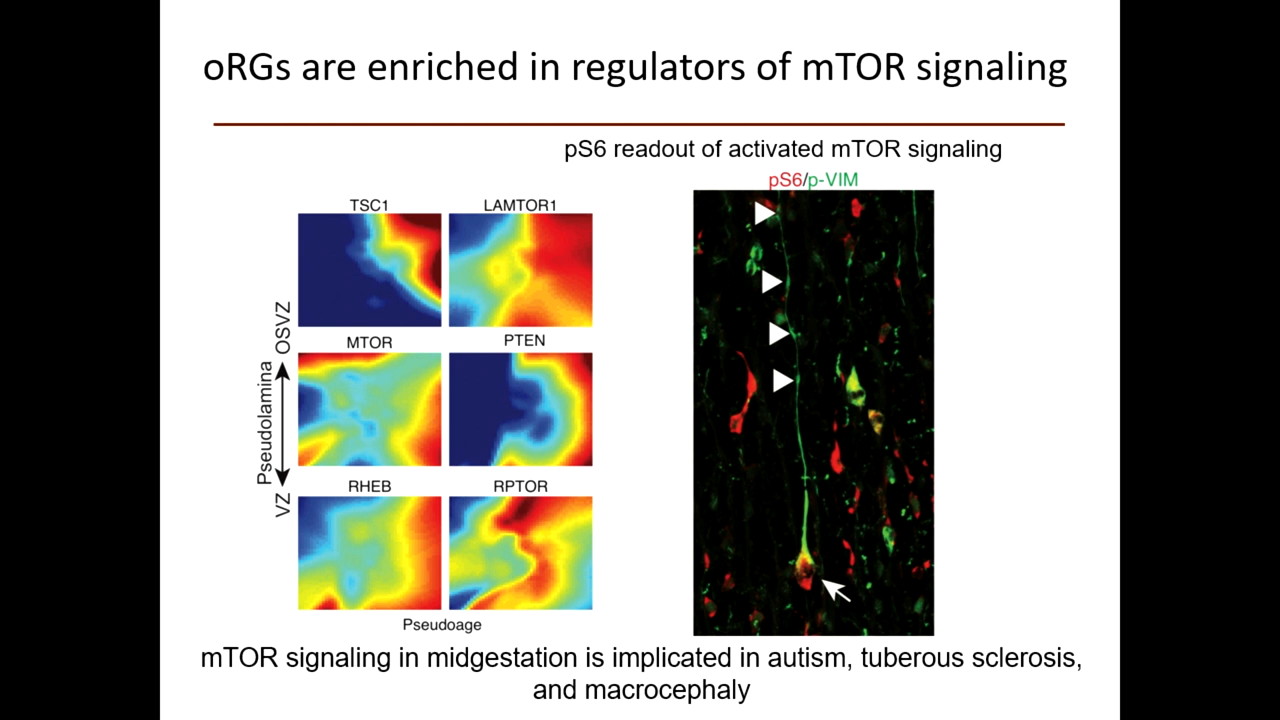 oRGs are enriched in regulators of mTOR signaling
pS6 readout of activated mTOR signaling
pS6/p-VIM
TSC1
LAMTOR1
MTOR
PTEN
RHEB
RPTOR
OSVZ
Pseudolamina
VZ
Pseudoage
mTOR signaling in midgestation is implicated in autism, tuberous sclerosis,
and macrocephaly